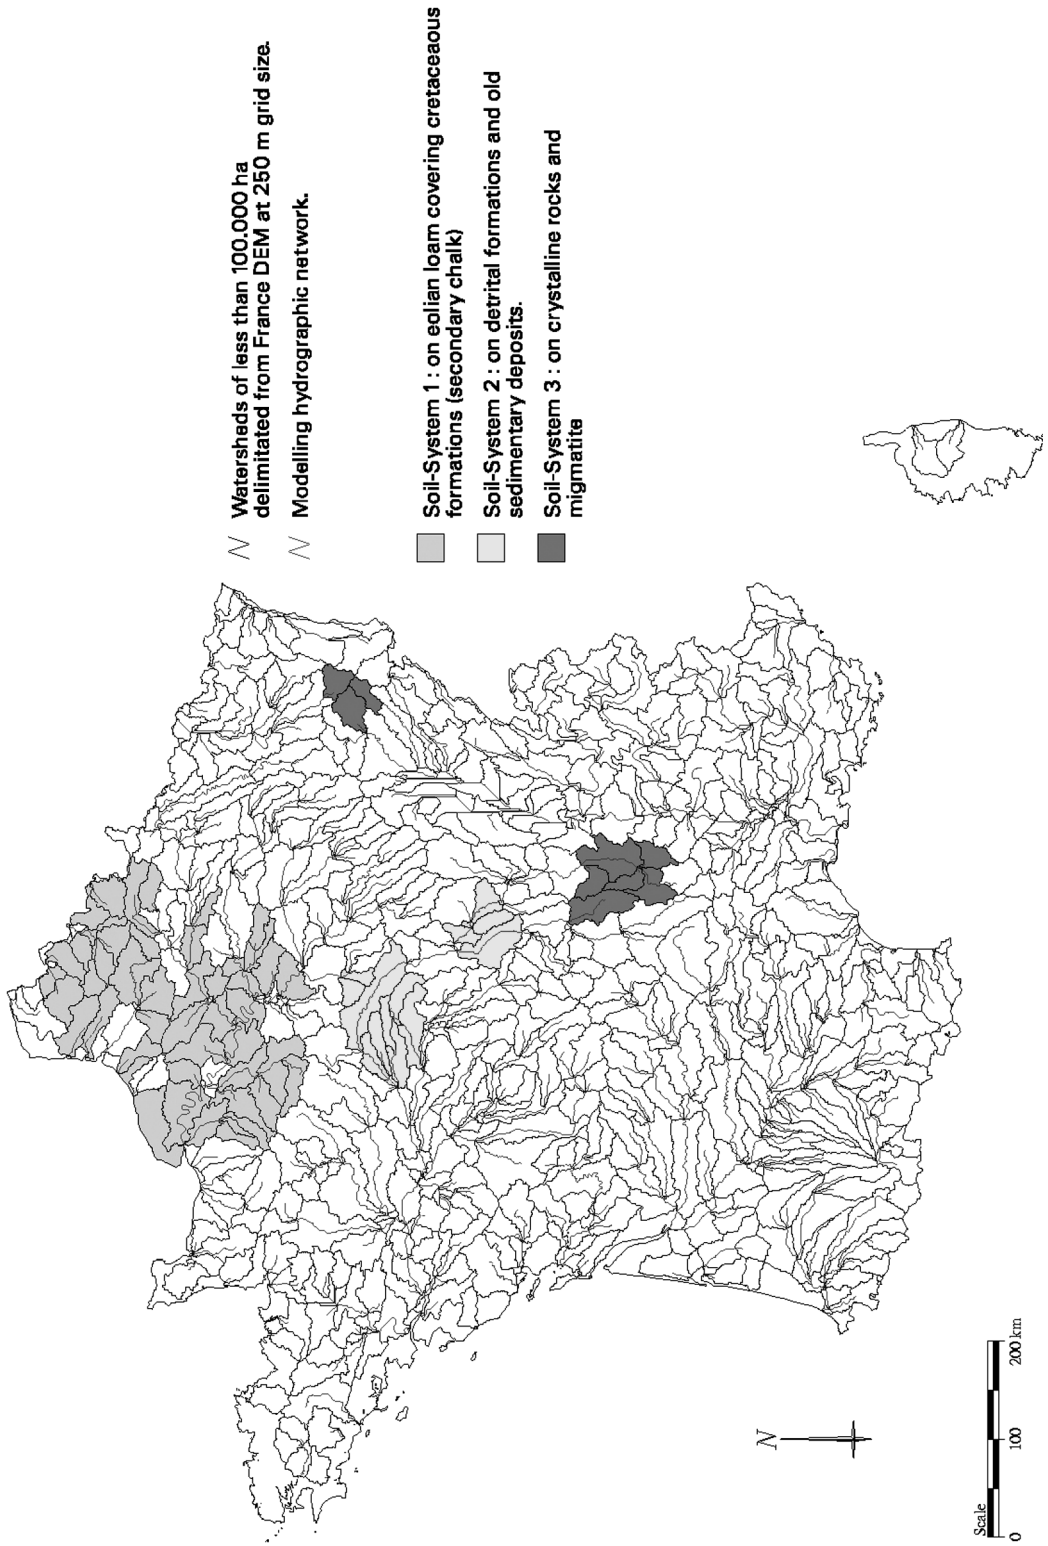 Watersheds of less than 100.000 ha
delimitated from France DEM at 250 m grid size.
Modelling hydrographic network.
Soil-System 1 : on eolian loam covering cretaceaous
formations (secondary chalk)
Soil-System 2 : on detrital formations and old
sedimentary deposits.
Soil-System 3 : on crystalline rocks and
migmatite
N
Scale
0 100 200 km